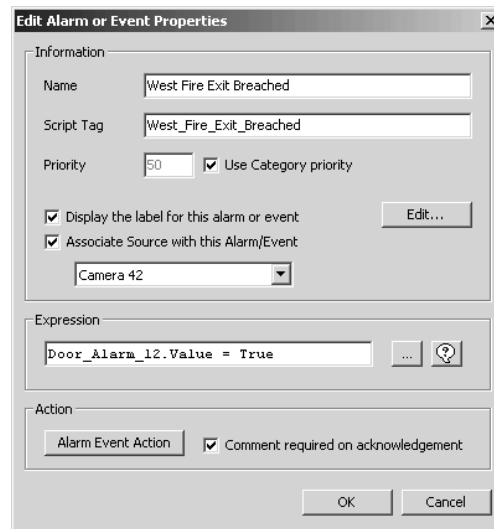 Edit Alarm or Event Properties
Information
Name West Fire Exit Breached
Script Tag West_Fire_Exit_Breached
Priority 50 Use Category priority
Display the label for this alarm or event Edit...
Associate Source with this Alarm/Event
Camera 42
Expression
Door_Alarm_12.Value = True ... ?
Action
Alarm Event Action Comment required on acknowledgement
OK Cancel